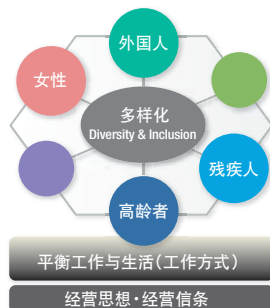 外国人
女性
多样化
Diversity & Inclusion
残疾人
高龄者
平衡工作与生活(工作方式)
经营思想·经营信条